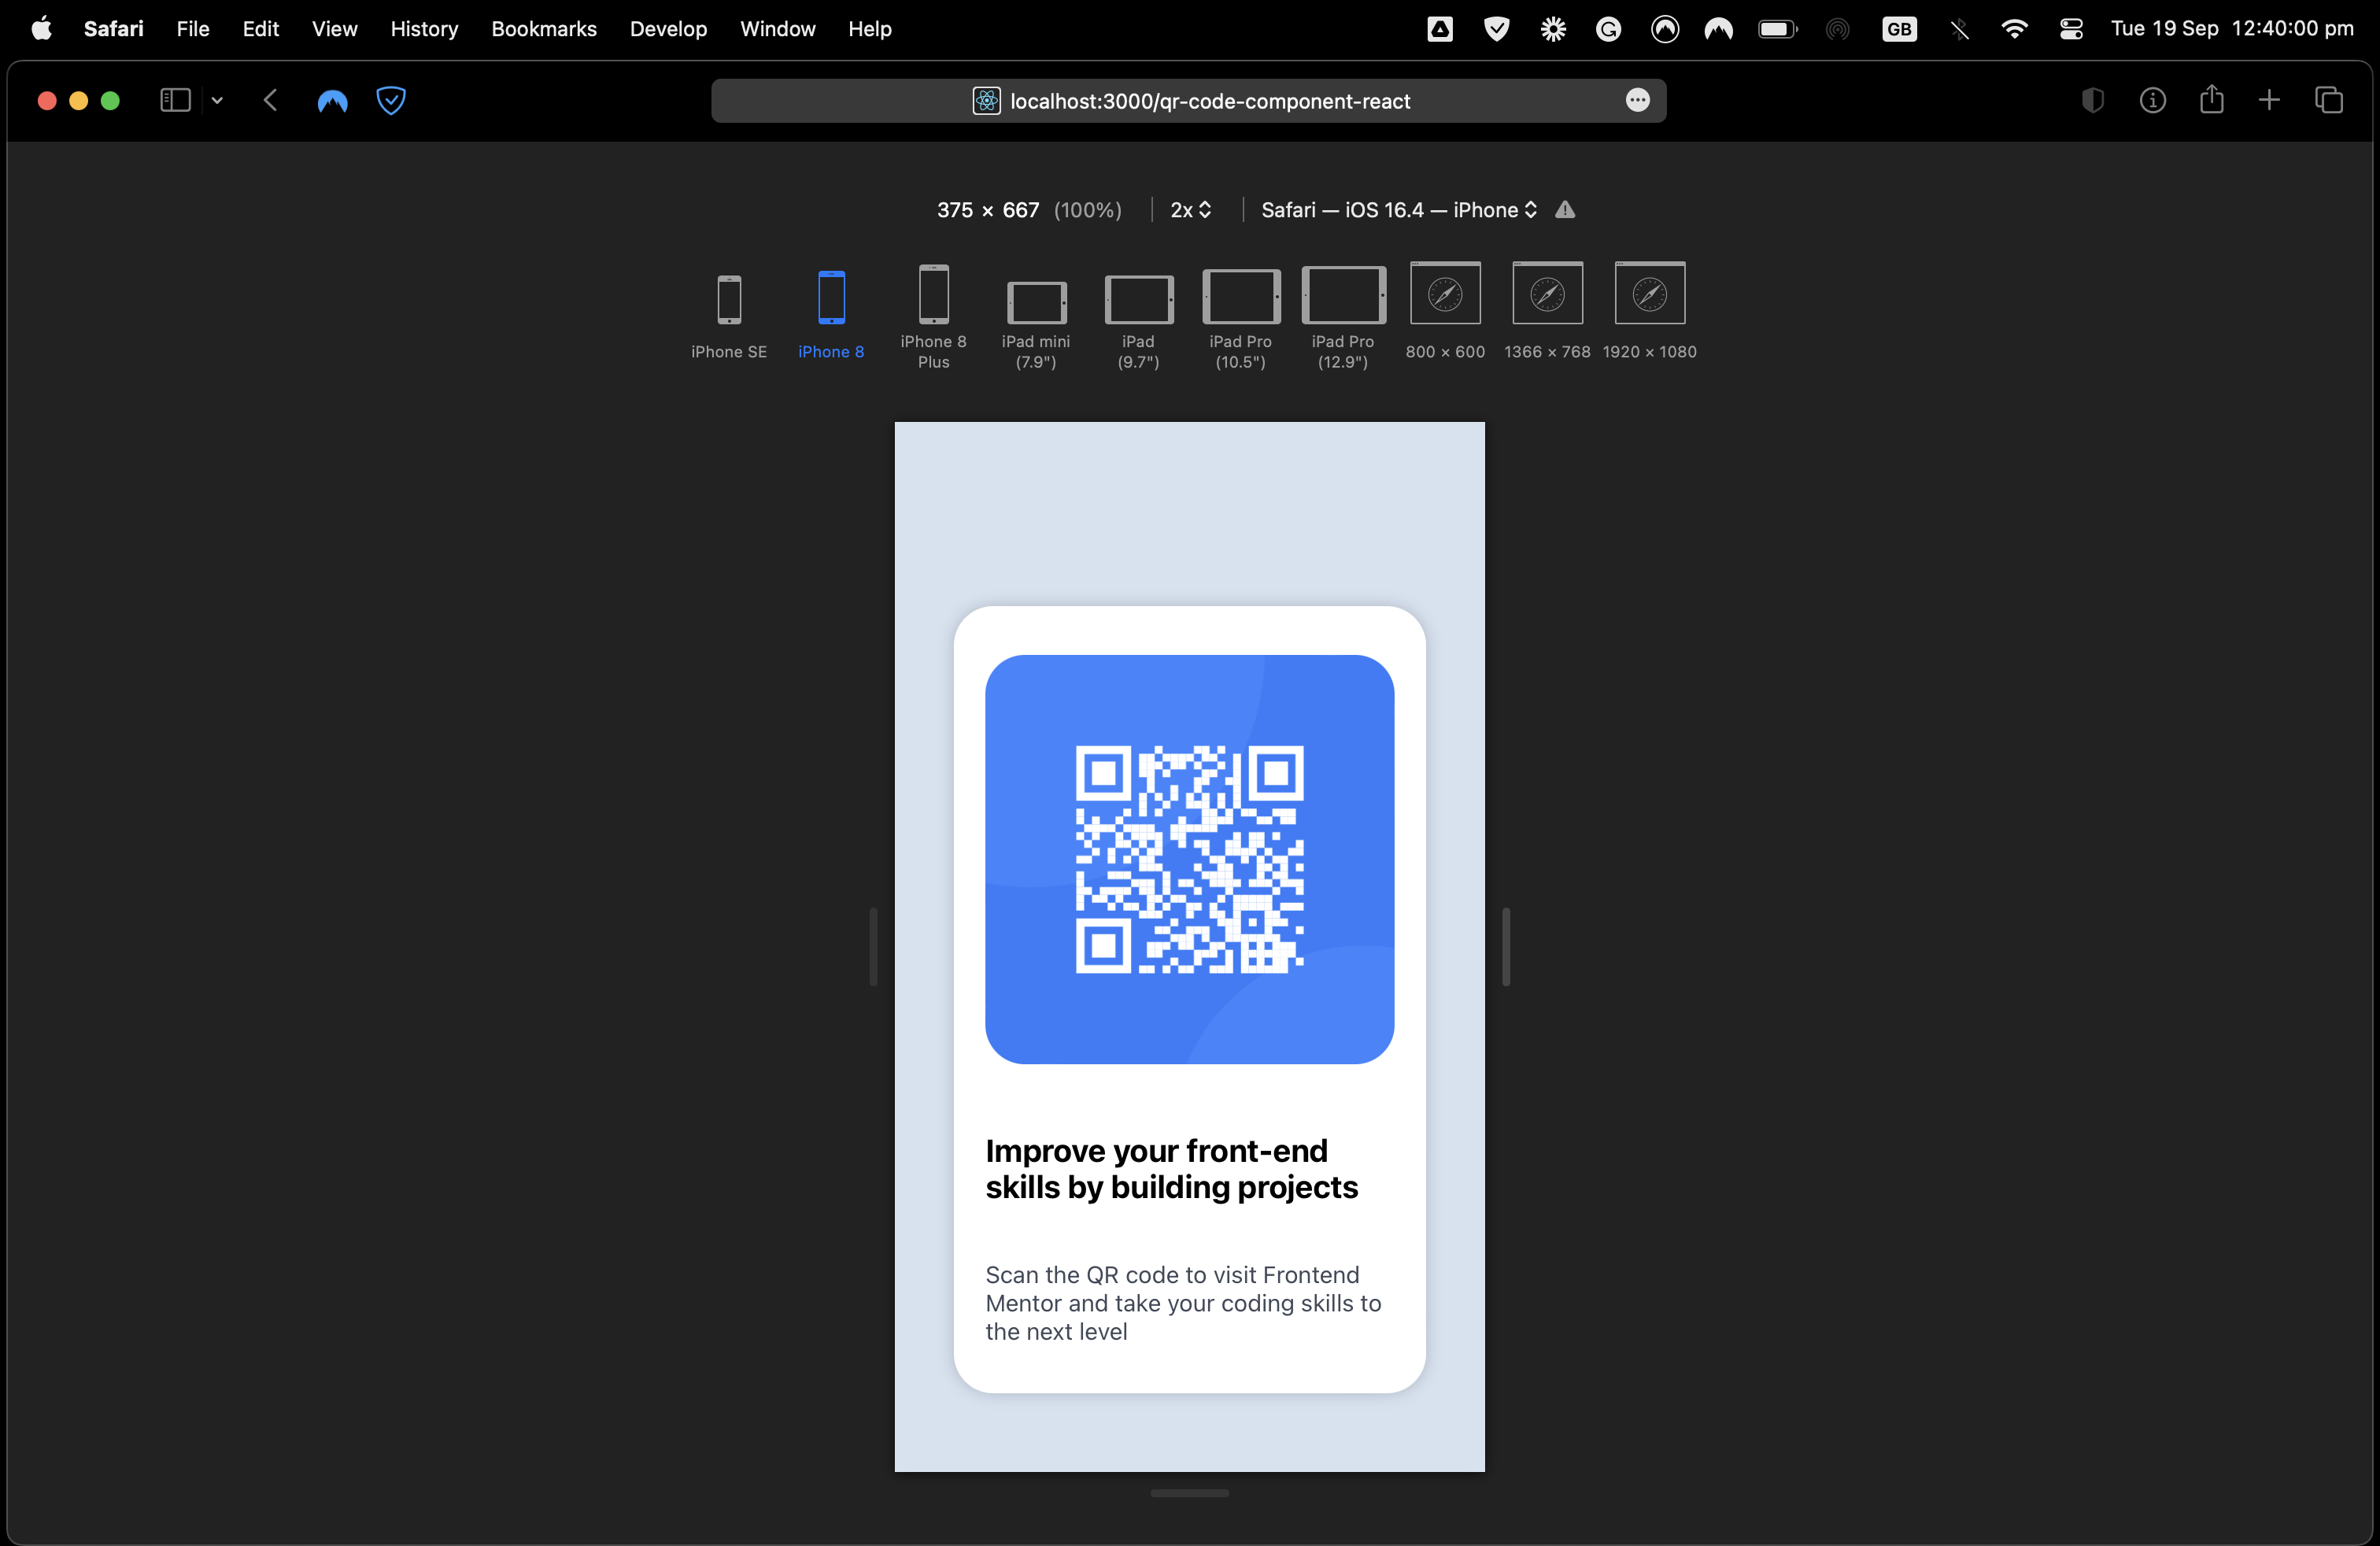 Safari File Edit View History Bookmarks Develop Window Help GB Tue 19 Sep 12:40:00 pm
localhost:3000/qr-code-component-react
375 × 667 (100%) 2x Safari — iOS 16.4 — iPhone
iPhone SE
iPhone 8
iPhone 8
Plus
iPad mini
(7.9")
iPad
(9.7")
iPad Pro
(10.5")
iPad Pro
(12.9")
800 × 600
1366 × 768
1920 × 1080
Improve your front-end
skills by building projects
Scan the QR code to visit Frontend
Mentor and take your coding skills to
the next level